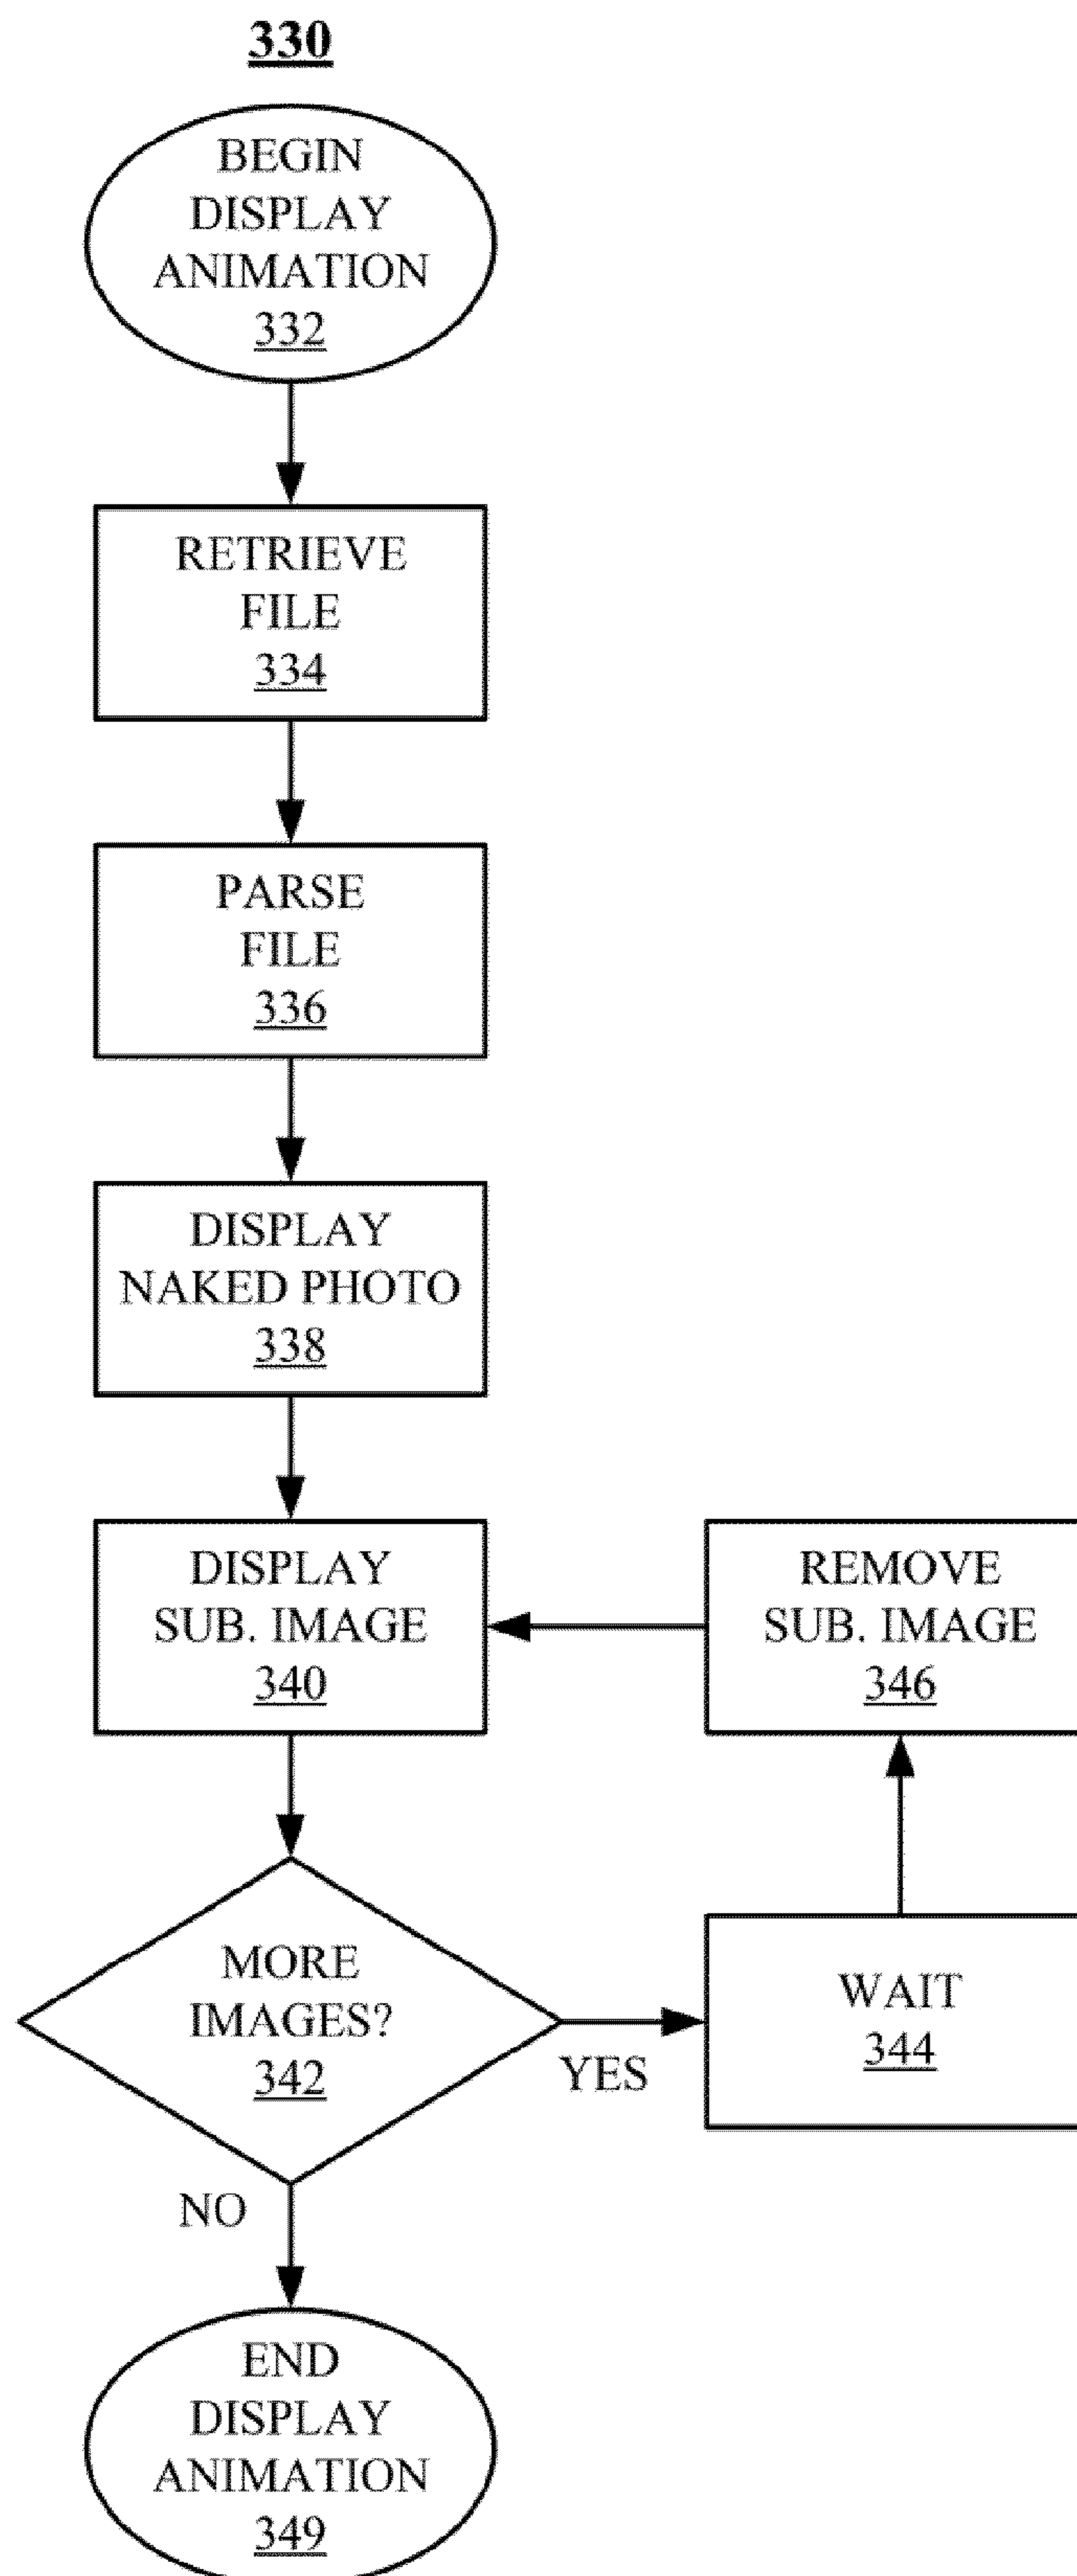 330
BEGIN
DISPLAY
ANIMATION
332
RETRIEVE
FILE
334
PARSE
FILE
336
DISPLAY
NAKED PHOTO
338
DISPLAY
SUB. IMAGE
340
REMOVE
SUB. IMAGE
346
MORE
IMAGES?
342
YES
WAIT
344
NO
END
DISPLAY
ANIMATION
349